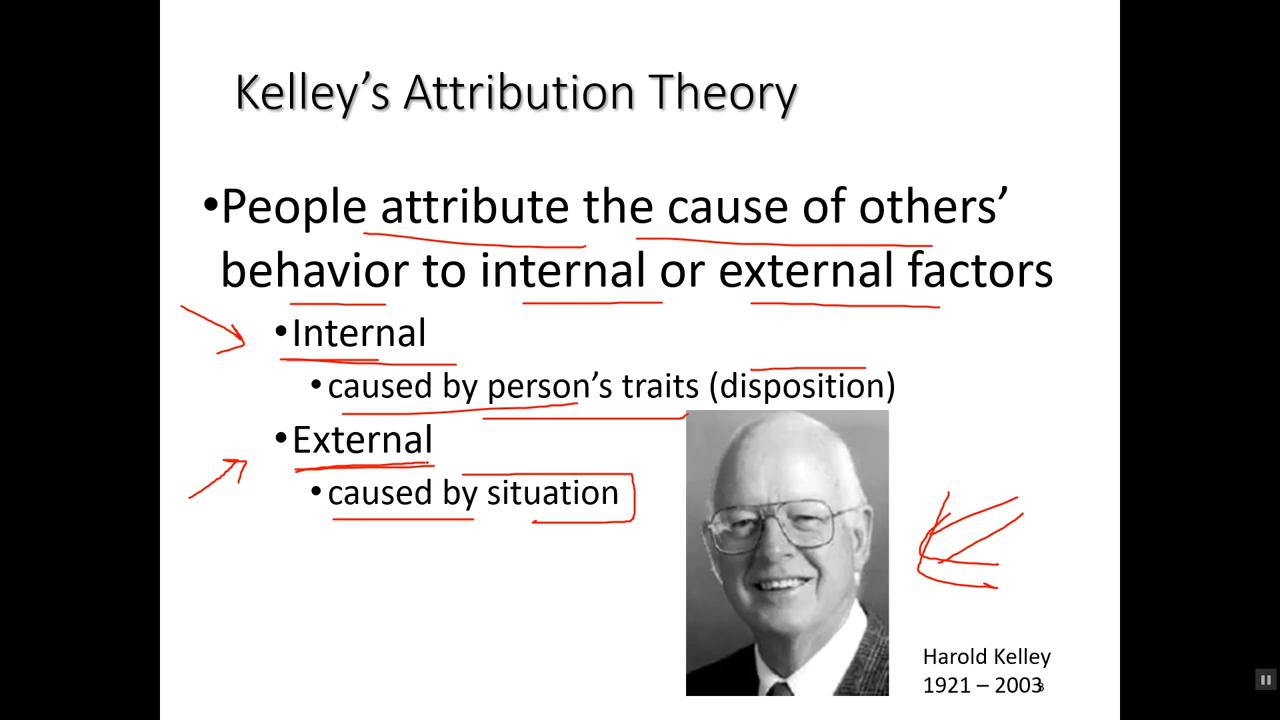 Kelley’s Attribution Theory
•People attribute the cause of others’
behavior to internal or external factors
•Internal
•caused by person’s traits (disposition)
•External
•caused by situation
Harold Kelley
1921 – 2003
3